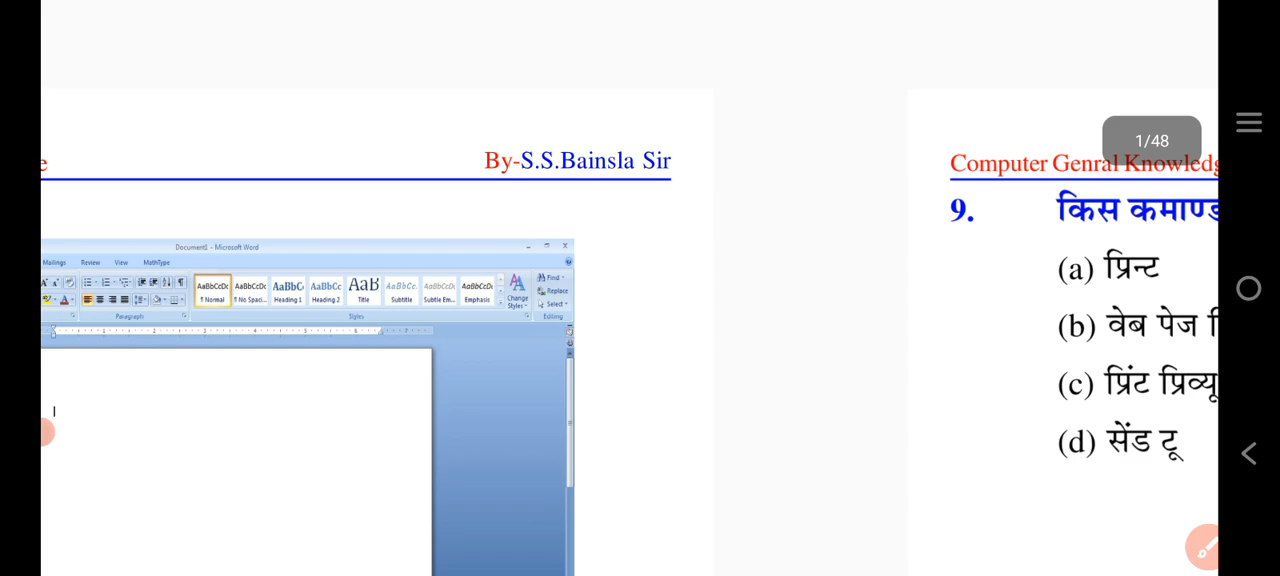 e
By-S.S.Bainsla Sir
Document1 - Microsoft Word
Mailings Review View MathType
AaBbCcDc AaBbCcDc AaBbC AaBbCc AaB AaBbCc. AaBbCcDc AaBbCcDc
¶ Normal ¶ No Spaci... Heading 1 Heading 2 Title Subtitle Subtle Em... Emphasis
Change Styles
Find
Replace
Select
Paragraph Styles Editing
1/48
Computer Genral Knowledg
9. किस कमाण्ड
(a) प्रिन्ट
(b) वेब पेज
(c) प्रिंट प्रिव्यू
(d) सेंड टू